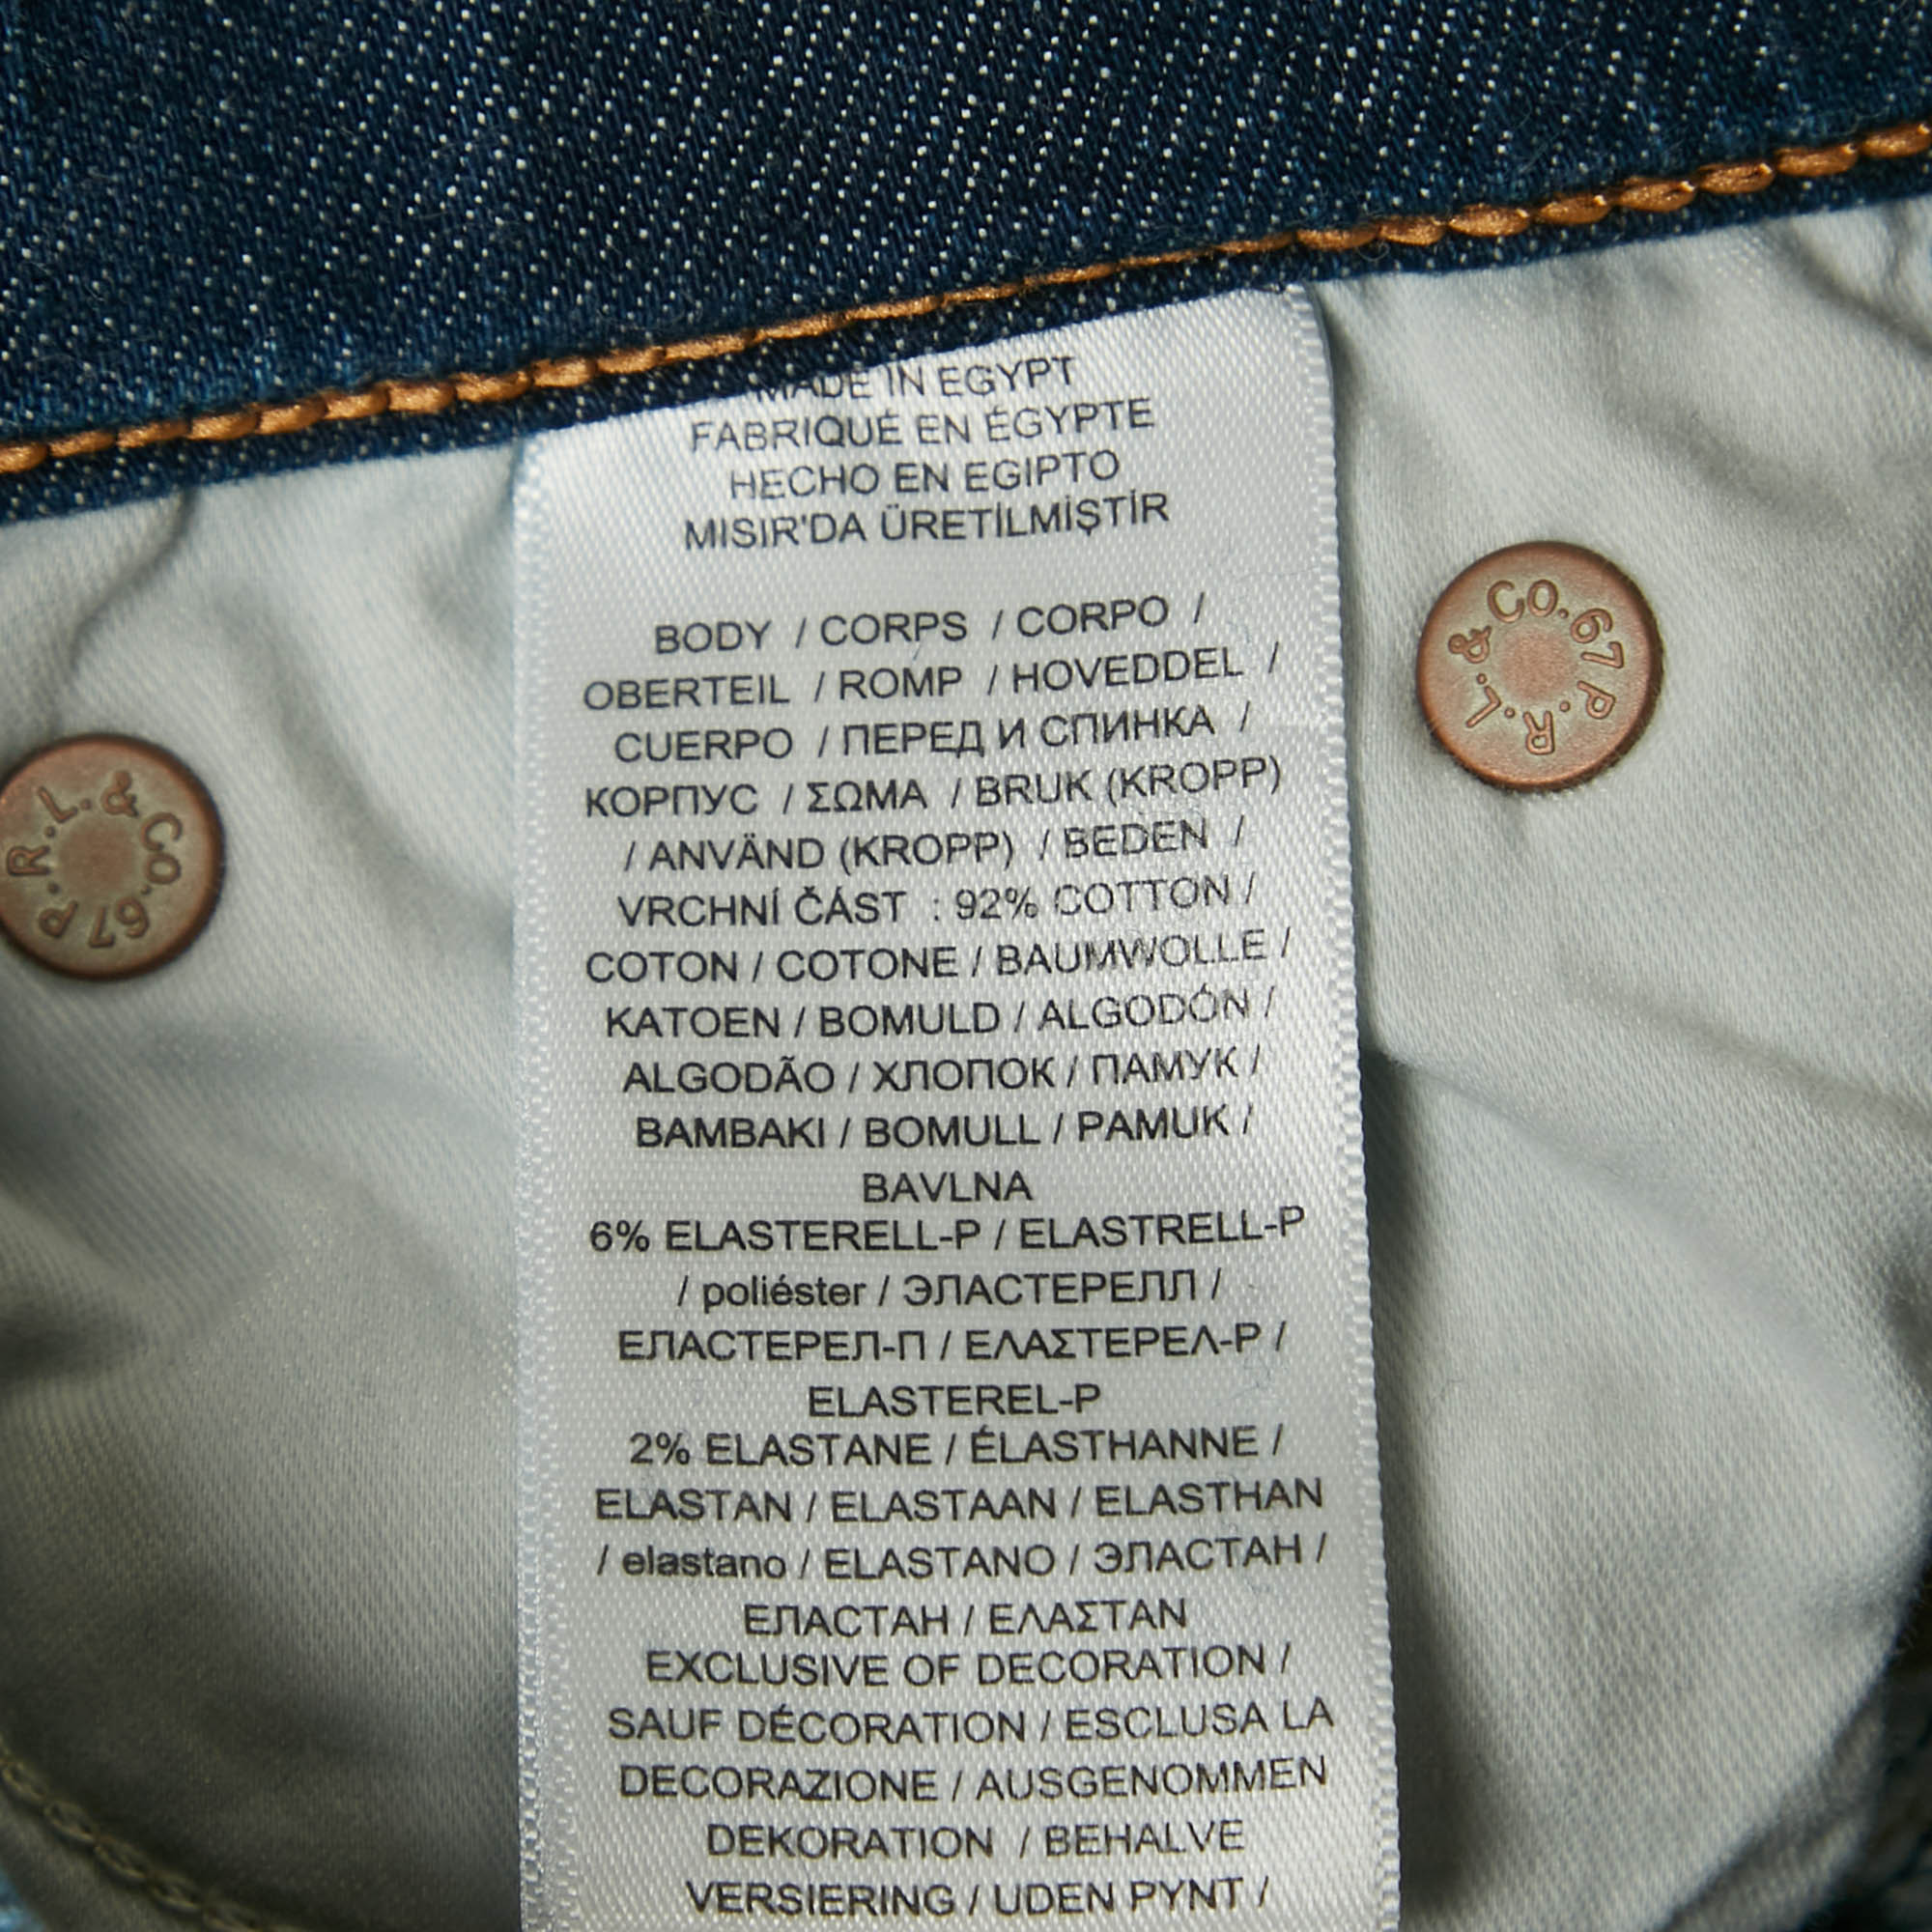 MADE IN EGYPT
FABRIQUÉ EN ÉGYPTE
HECHO EN EGIPTO
MISIR'DA ÜRETİLMİŞTİR
BODY / CORPS / CORPO /
OBERTEIL / ROMP / HOVEDDEL /
CUERPO / ПЕРЕД И СПИНКА /
КОРПУС / ΣΩΜΑ / BRUK (KROPP)
/ ANVÄND (KROPP) / BEDEN /
VRCHNÍ ČÁST : 92% COTTON /
COTON / COTONE / BAUMWOLLE /
KATOEN / BOMULD / ALGODÓN /
ALGODÃO / ХЛОПОК / ПАМУК /
BAMBAKI / BOMULL / PAMUK /
BAVLNA
6% ELASTERELL-P / ELASTRELL-P
/ poliéster / ЭЛАСТЕРЕЛЛ /
ЕЛАСТЕРЕЛ-П / ΕΛΑΣΤΕΡΕΛ-P /
ELASTEREL-P
2% ELASTANE / ÉLASTHANNE /
ELASTAN / ELASTAAN / ELASTHAN
/ elastano / ELASTANO / ЭЛАСТАН /
ЕЛАСТАН / ΕΛΑΣΤΑΝ
EXCLUSIVE OF DECORATION /
SAUF DÉCORATION / ESCLUSA LA
DECORAZIONE / AUSGENOMMEN
DEKORATION / BEHALVE
VERSIERING / UDEN PYNT /
P.R.L. & CO. 67
P.R.L. & CO. 67